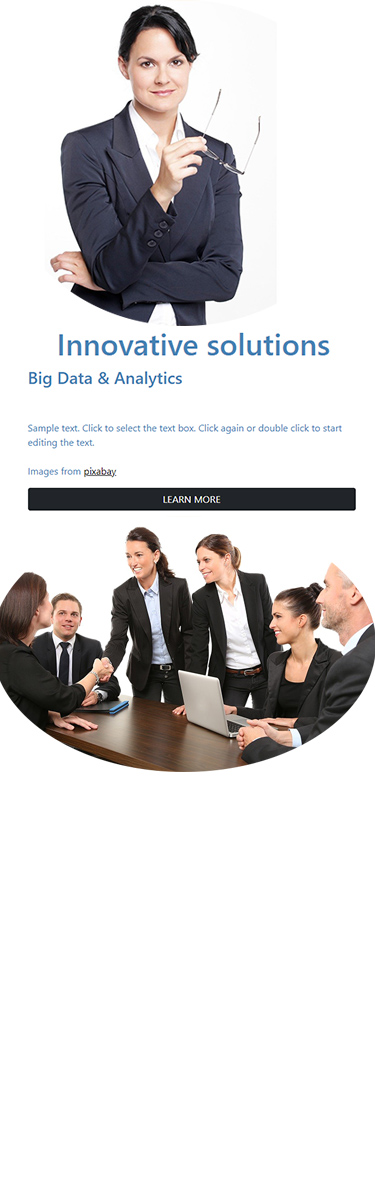 Innovative solutions
Big Data & Analytics
Sample text. Click to select the text box. Click again or double click to start
editing the text.
Images from pixabay
LEARN MORE